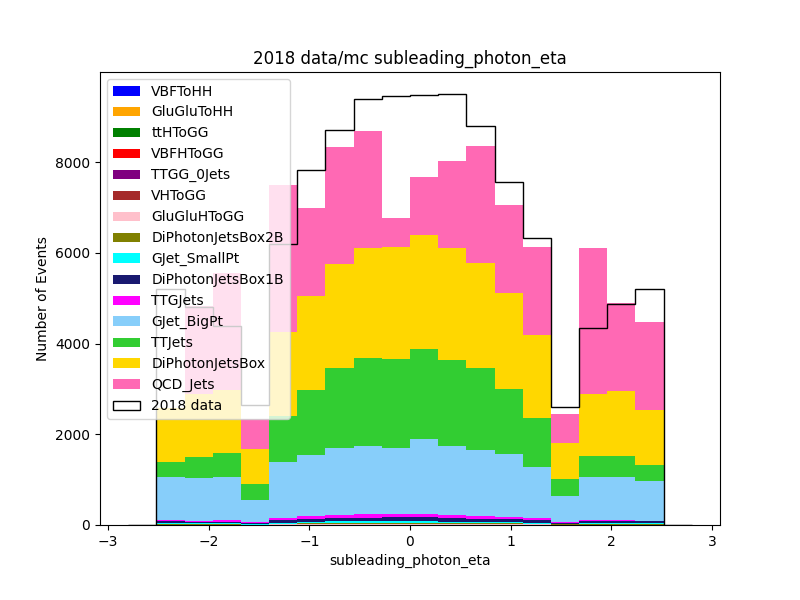 2018 data/mc subleading_photon_eta
Number of Events
8000
6000
4000
2000
0
VBFToHH
GluGluToHH
ttHToGG
VBFHToGG
TTGG_0Jets
VHToGG
GluGluHToGG
DiPhotonJetsBox2B
GJet_SmallPt
DiPhotonJetsBox1B
TTGJets
GJet_BigPt
TTJets
DiPhotonJetsBox
QCD_Jets
2018 data
−3
−2
−1
0
1
2
3
subleading_photon_eta